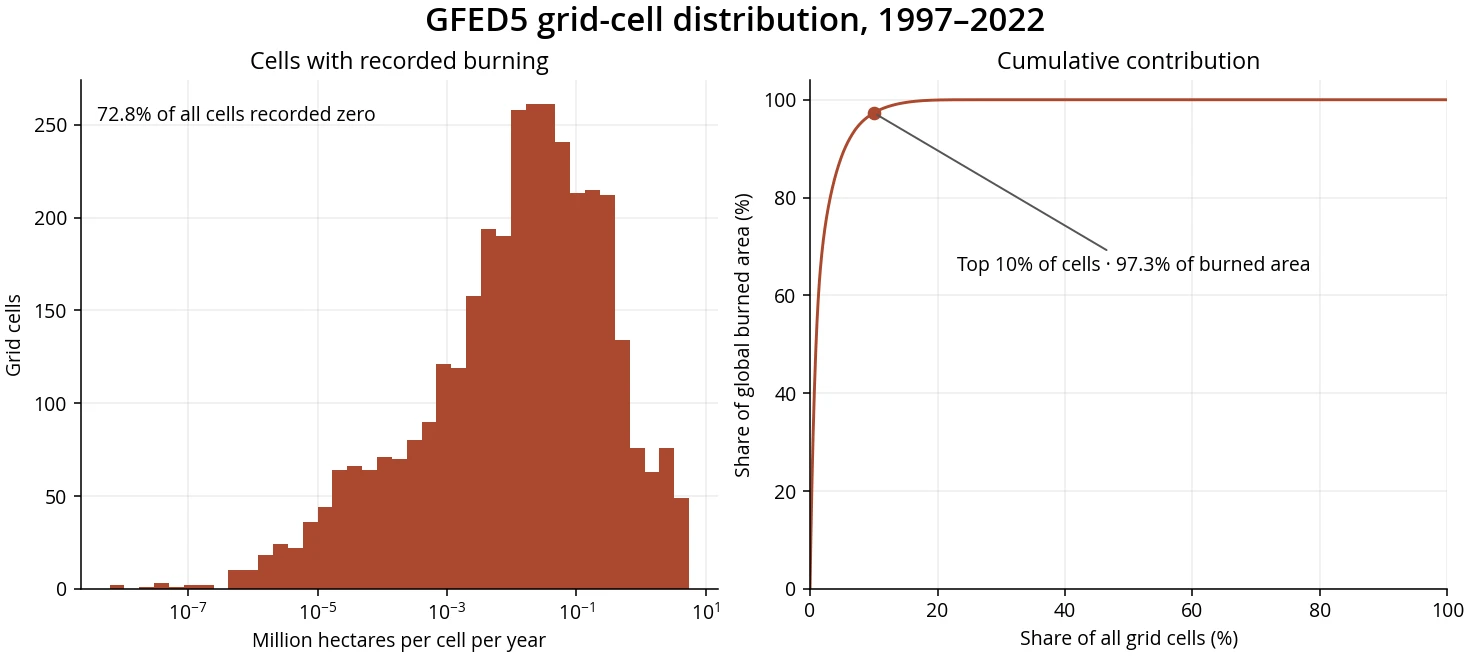 GFED5 grid-cell distribution, 1997–2022
Cells with recorded burning
72.8% of all cells recorded zero
Grid cells
250
200
150
100
50
0
10⁻⁷
10⁻⁵
10⁻³
10⁻¹
10¹
Million hectares per cell per year
Cumulative contribution
Share of global burned area (%)
100
80
60
40
20
0
Top 10% of cells · 97.3% of burned area
0
20
40
60
80
100
Share of all grid cells (%)